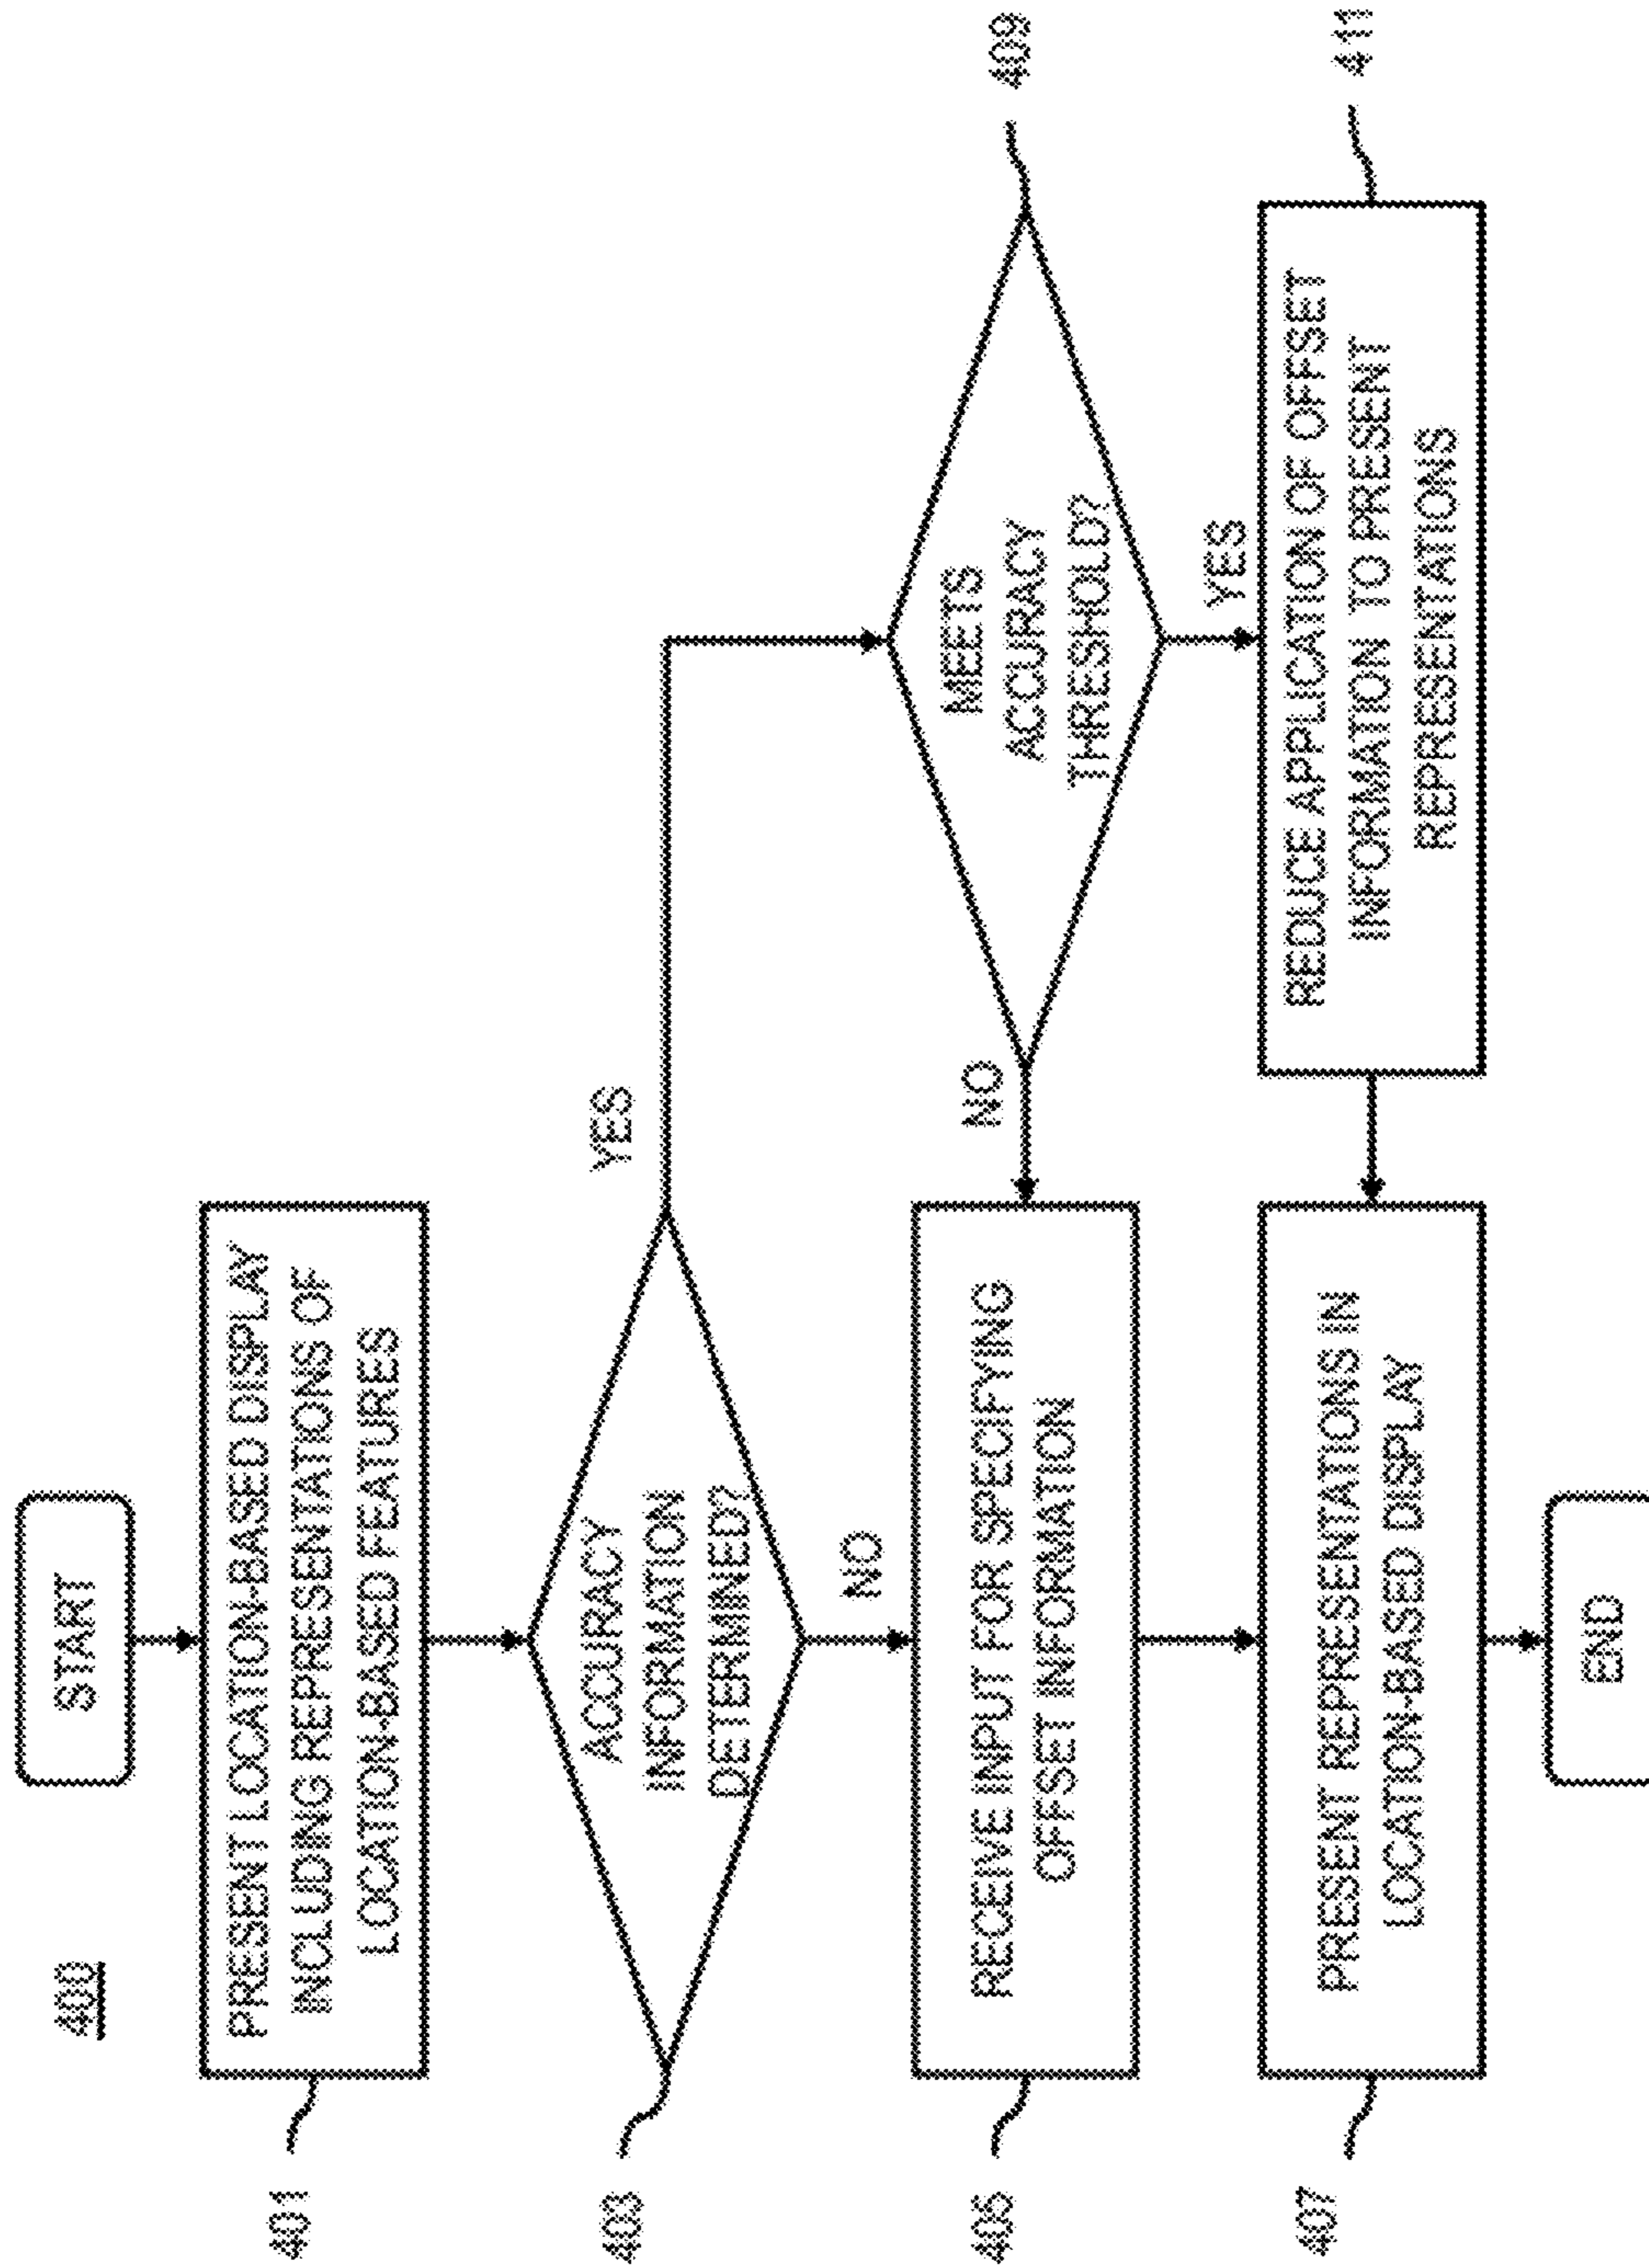 400
START
401
PRESENT LOCATION-BASED DISPLAY
INCLUDING REPRESENTATIONS OF
LOCATION-BASED FEATURES
403
ACCURACY
INFORMATION
DETERMINED?
YES
NO
405
RECEIVE INPUT FOR SPECIFYING
OFFSET INFORMATION
409
MEETS
ACCURACY
THRESHOLD?
NO
YES
407
PRESENT REPRESENTATIONS IN
LOCATION-BASED DISPLAY
411
REDUCE APPLICATION OF OFFSET
INFORMATION TO PRESENT
REPRESENTATIONS
END